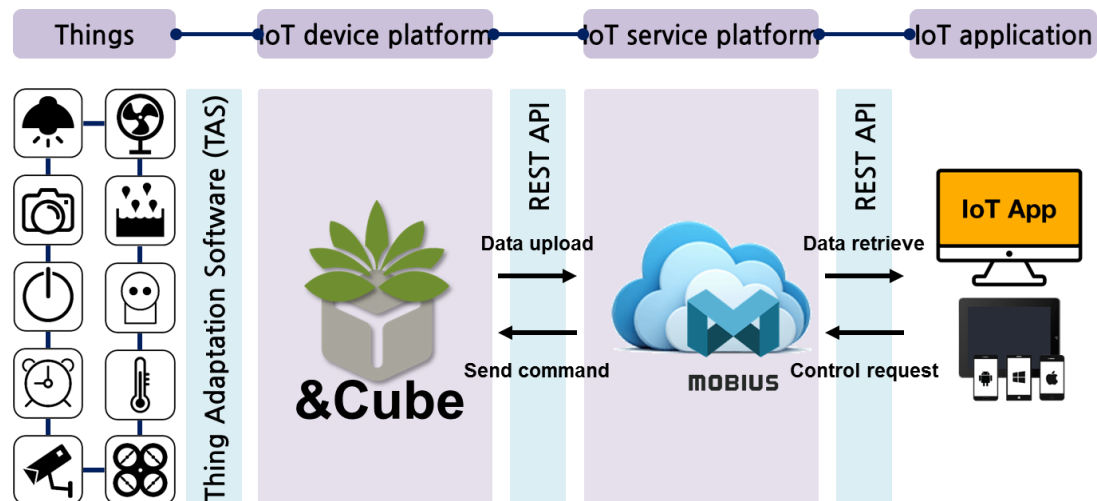 Things
IoT device platform
IoT service platform
IoT application
Thing Adaptation Software (TAS)
REST API
REST API
IoT App
Data upload
Data retrieve
Send command
Control request
&Cube
MOBIUS